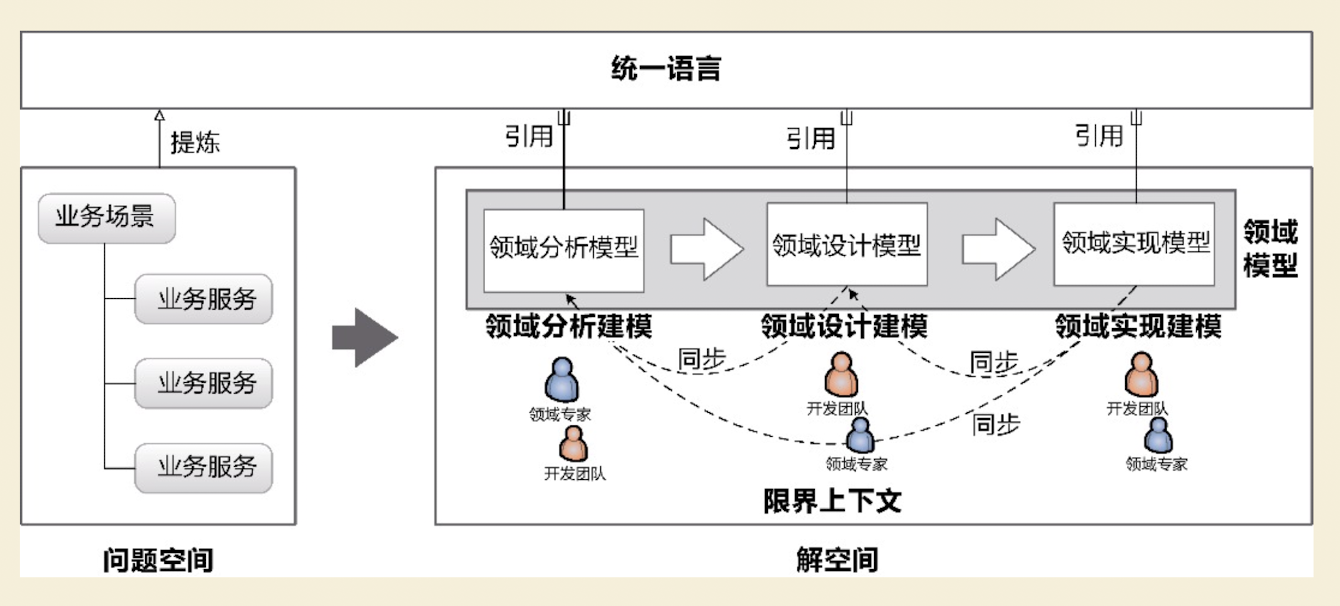 统一语言
提炼
引用
引用
引用
业务场景
业务服务
业务服务
业务服务
领域分析模型
领域设计模型
领域实现模型
领域
模型
领域分析建模
领域设计建模
领域实现建模
同步
同步
同步
领域专家
开发团队
开发团队
领域专家
开发团队
领域专家
限界上下文
问题空间
解空间